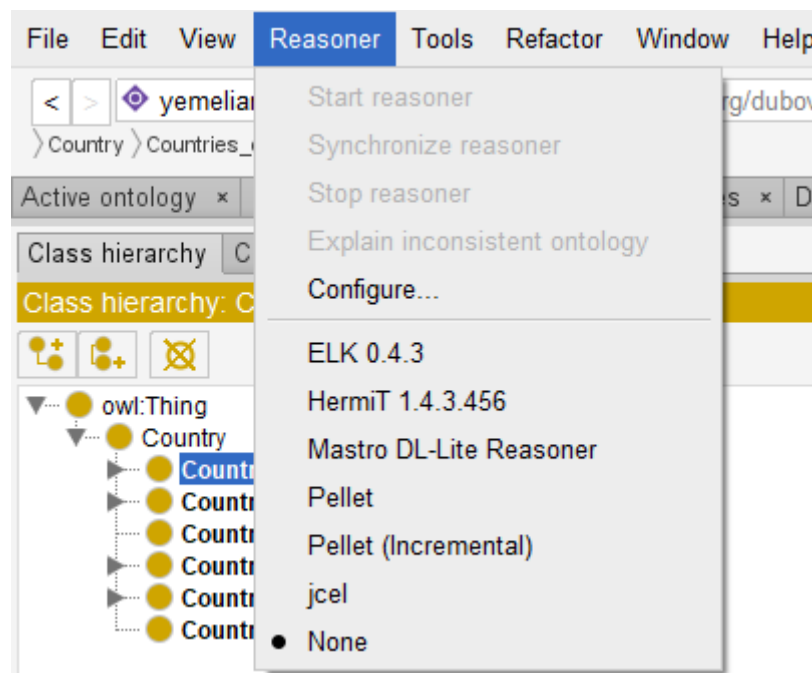 File Edit View Reasoner Tools Refactor Window Help
< > yemelia rg/dubov
Country Countries_
Active ontology × s × D
Class hierarchy C
Class hierarchy: C
Start reasoner
Synchronize reasoner
Stop reasoner
Explain inconsistent ontology
Configure...
ELK 0.4.3
HermiT 1.4.3.456
Mastro DL-Lite Reasoner
Pellet
Pellet (Incremental)
jcel
None
owl:Thing
Country
Countr
Countr
Countr
Countr
Countr
Countr